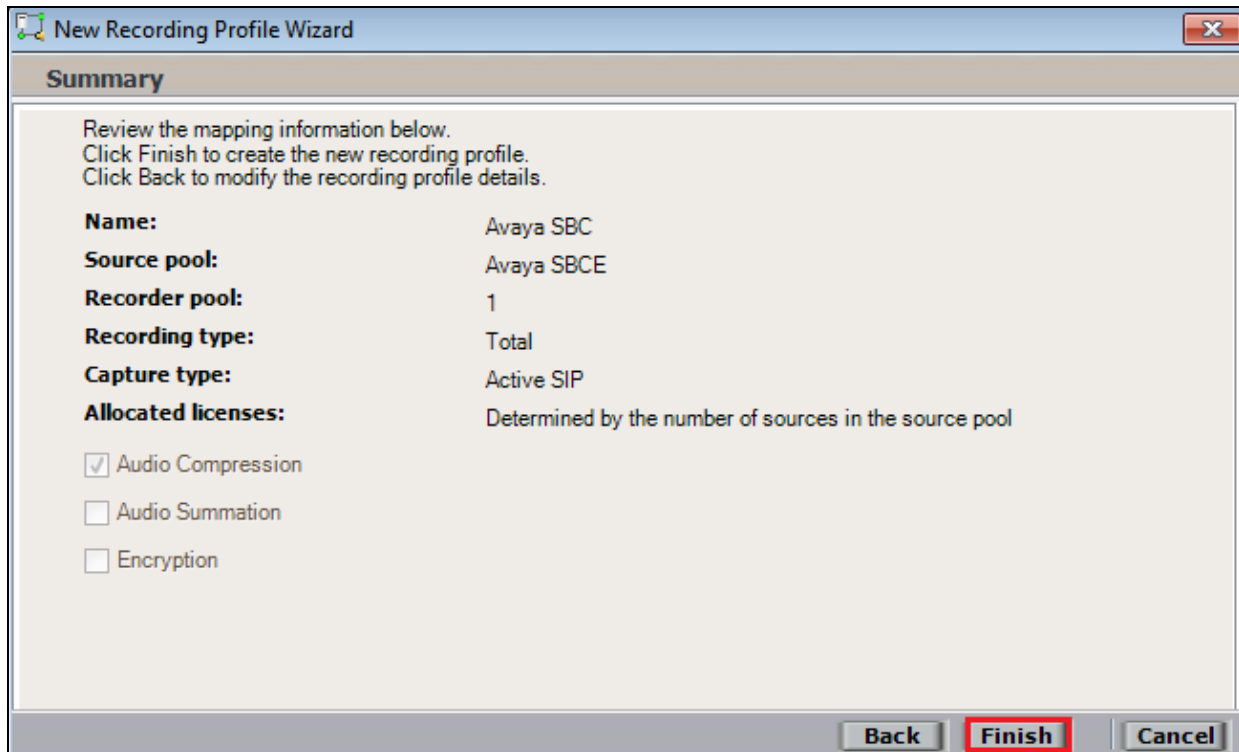 New Recording Profile Wizard
Summary
Review the mapping information below.
Click Finish to create the new recording profile.
Click Back to modify the recording profile details.
Name: Avaya SBC
Source pool: Avaya SBCE
Recorder pool: 1
Recording type: Total
Capture type: Active SIP
Allocated licenses: Determined by the number of sources in the source pool
Audio Compression
Audio Summation
Encryption
Back Finish Cancel